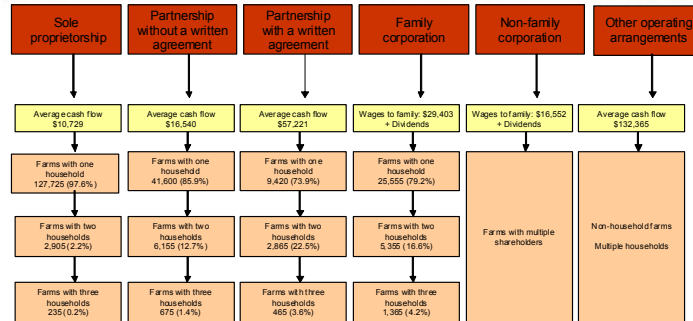 Sole
proprietorship
Partnership
without a written
agreement
Partnership
with a written
agreement
Family
corporation
Non-family
corporation
Other operating
arrangements
Average cash flow
$10,729
Average cash flow
$16,540
Average cash flow
$57,221
Wages to family: $29,403
+ Dividends
Wages to family: $16,552
+ Dividends
Average cash flow
$132,365
Farms with one
household
127,725 (97.6%)
Farms with one
household
41,600 (85.9%)
Farms with one
household
9,420 (73.9%)
Farms with one
household
25,555 (79.2%)
Farms with multiple
shareholders
Non-household farms
Multiple households
Farms with two
households
2,905 (2.2%)
Farms with two
households
6,155 (12.7%)
Farms with two
households
2,865 (22.5%)
Farms with two
households
5,355 (16.6%)
Farms with three
households
235 (0.2%)
Farms with three
households
675 (1.4%)
Farms with three
households
465 (3.6%)
Farms with three
households
1,365 (4.2%)